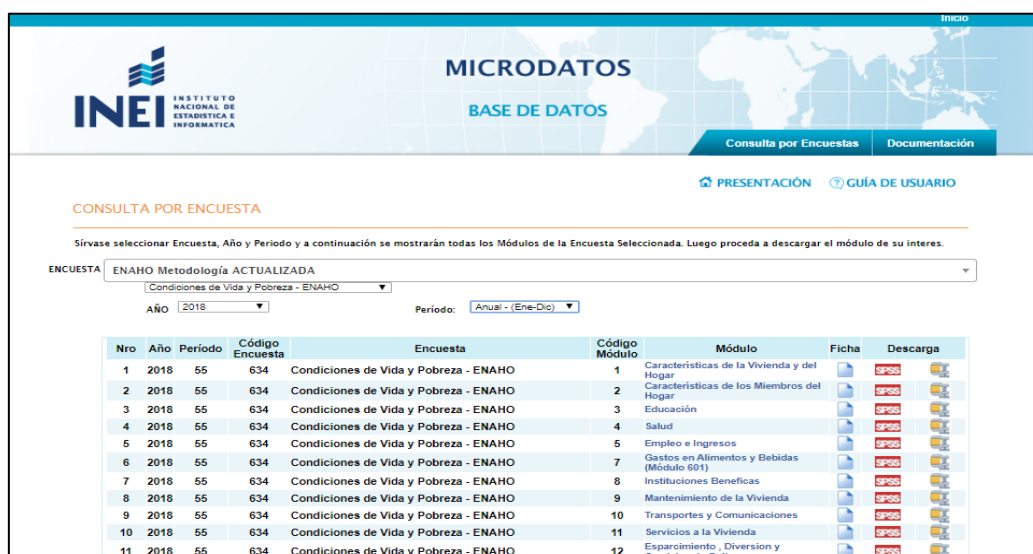 Inicio
INEI
INSTITUTO
NACIONAL DE
ESTADISTICA E
INFORMATICA
MICRODATOS
BASE DE DATOS
Consulta por Encuestas Documentación
PRESENTACIÓN ? GUÍA DE USUARIO
CONSULTA POR ENCUESTA
Sírvase seleccionar Encuesta, Año y Periodo y a continuación se mostrarán todas los Módulos de la Encuesta Seleccionada. Luego proceda a descargar el módulo de su interes.
ENCUESTA ENAHO Metodología ACTUALIZADA
Condiciones de Vida y Pobreza - ENAHO
AÑO 2018 Período: Anual - (Ene-Dic)
Nro Año Período Código Encuesta Encuesta Código Módulo Módulo Ficha Descarga
1 2018 55 634 Condiciones de Vida y Pobreza - ENAHO 1 Características de la Vivienda y del Hogar SPSS
2 2018 55 634 Condiciones de Vida y Pobreza - ENAHO 2 Características de los Miembros del Hogar SPSS
3 2018 55 634 Condiciones de Vida y Pobreza - ENAHO 3 Educación SPSS
4 2018 55 634 Condiciones de Vida y Pobreza - ENAHO 4 Salud SPSS
5 2018 55 634 Condiciones de Vida y Pobreza - ENAHO 5 Empleo e Ingresos SPSS
6 2018 55 634 Condiciones de Vida y Pobreza - ENAHO 7 Gastos en Alimentos y Bebidas (Módulo 601) SPSS
7 2018 55 634 Condiciones de Vida y Pobreza - ENAHO 8 Instituciones Beneficas SPSS
8 2018 55 634 Condiciones de Vida y Pobreza - ENAHO 9 Mantenimiento de la Vivienda SPSS
9 2018 55 634 Condiciones de Vida y Pobreza - ENAHO 10 Transportes y Comunicaciones SPSS
10 2018 55 634 Condiciones de Vida y Pobreza - ENAHO 11 Servicios a la Vivienda SPSS
11 2018 55 634 Condiciones de Vida y Pobreza - ENAHO 12 Esparcimiento , Diversion y SPSS